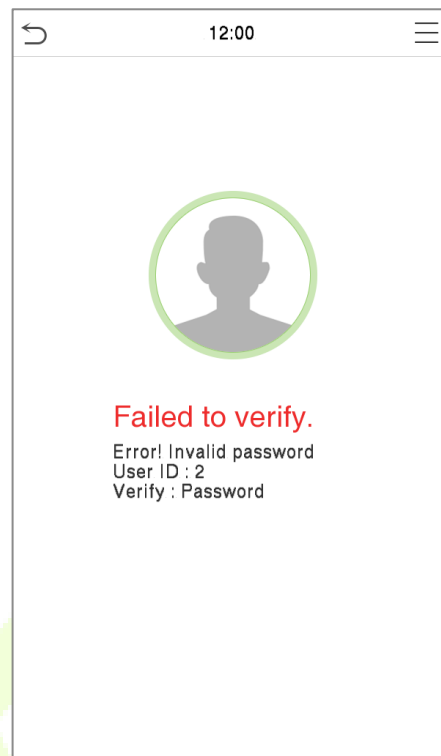 12:00
Failed to verify.
Error! Invalid password
User ID : 2
Verify : Password